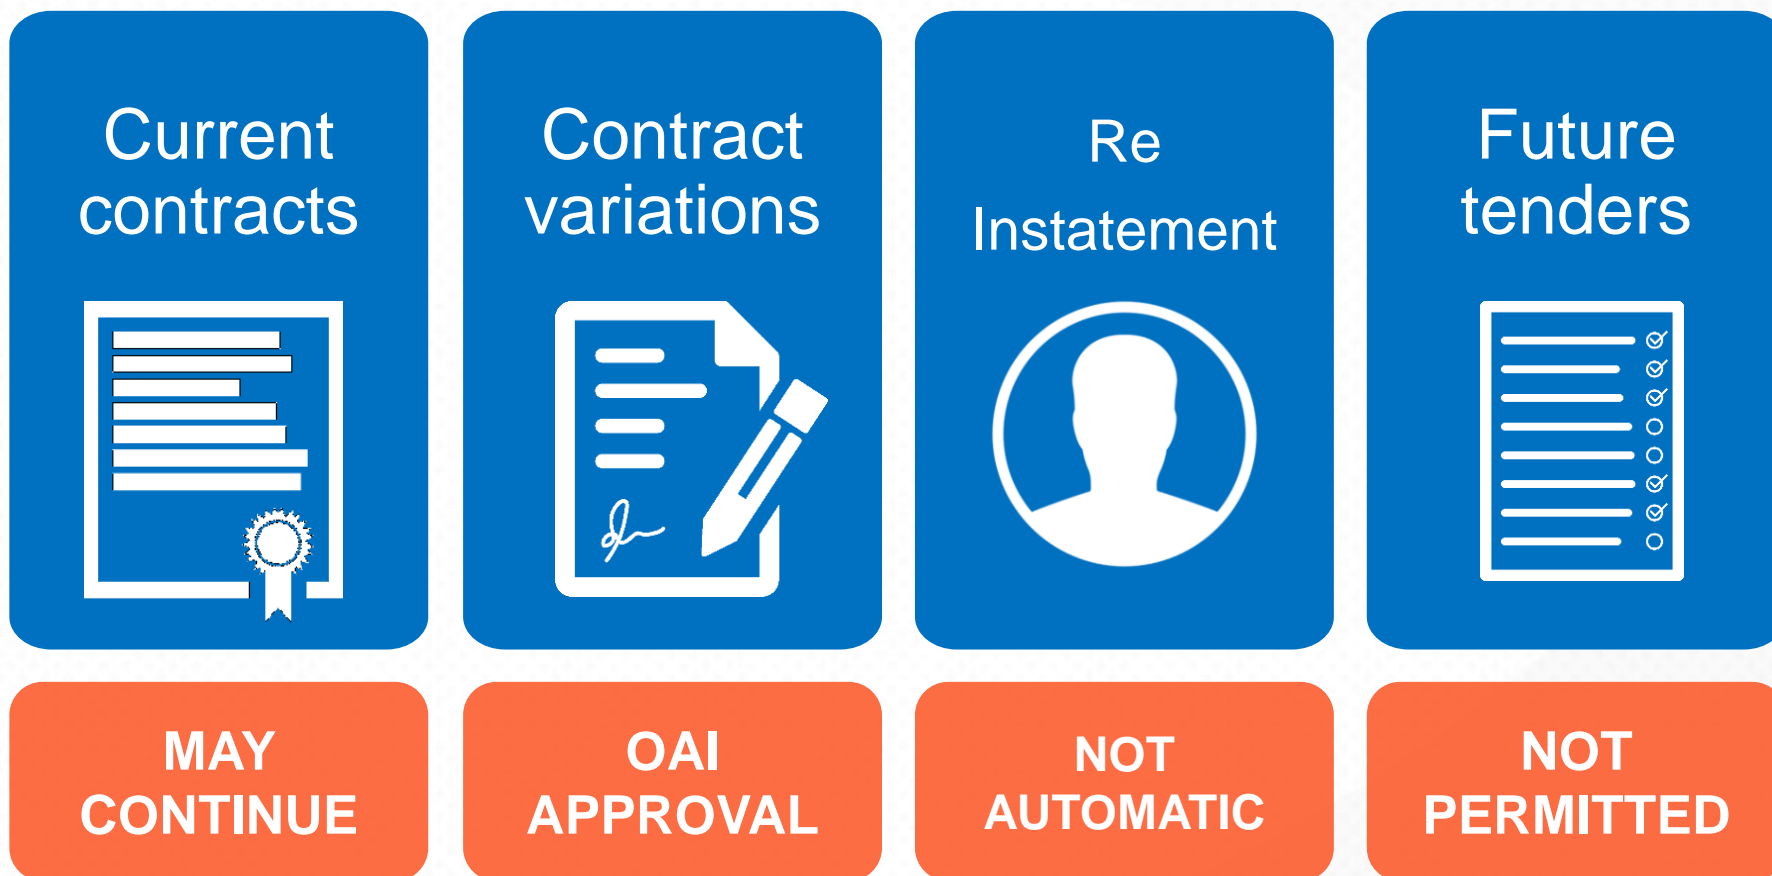 Current
contracts
MAY
CONTINUE
Contract
variations
OAI
APPROVAL
Re
Instatement
NOT
AUTOMATIC
Future
tenders
NOT
PERMITTED